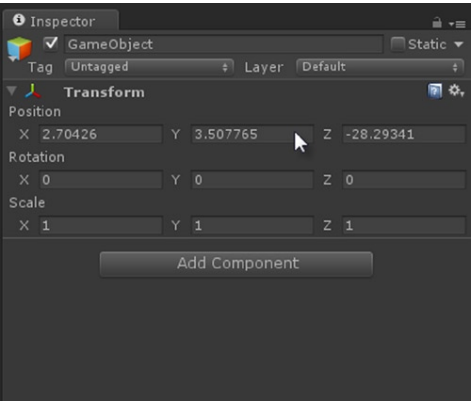 Inspector
GameObject Static
Tag Untagged Layer Default
Transform
Position
X 2.70426 Y 3.507765 Z -28.29341
Rotation
X 0 Y 0 Z 0
Scale
X 1 Y 1 Z 1
Add Component